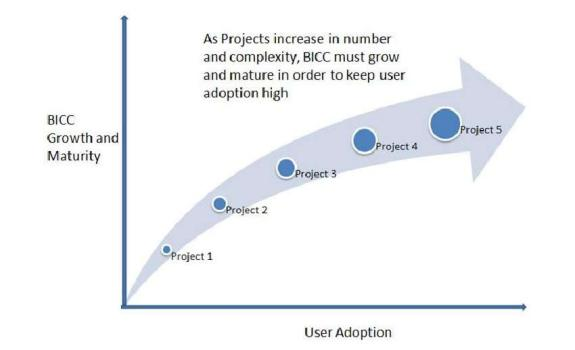 As Projects increase in number
and complexity, BICC must grow
and mature in order to keep user
adoption high
BICC
Growth and
Maturity
Project 5
Project 4
Project 3
Project 2
Project 1
User Adoption